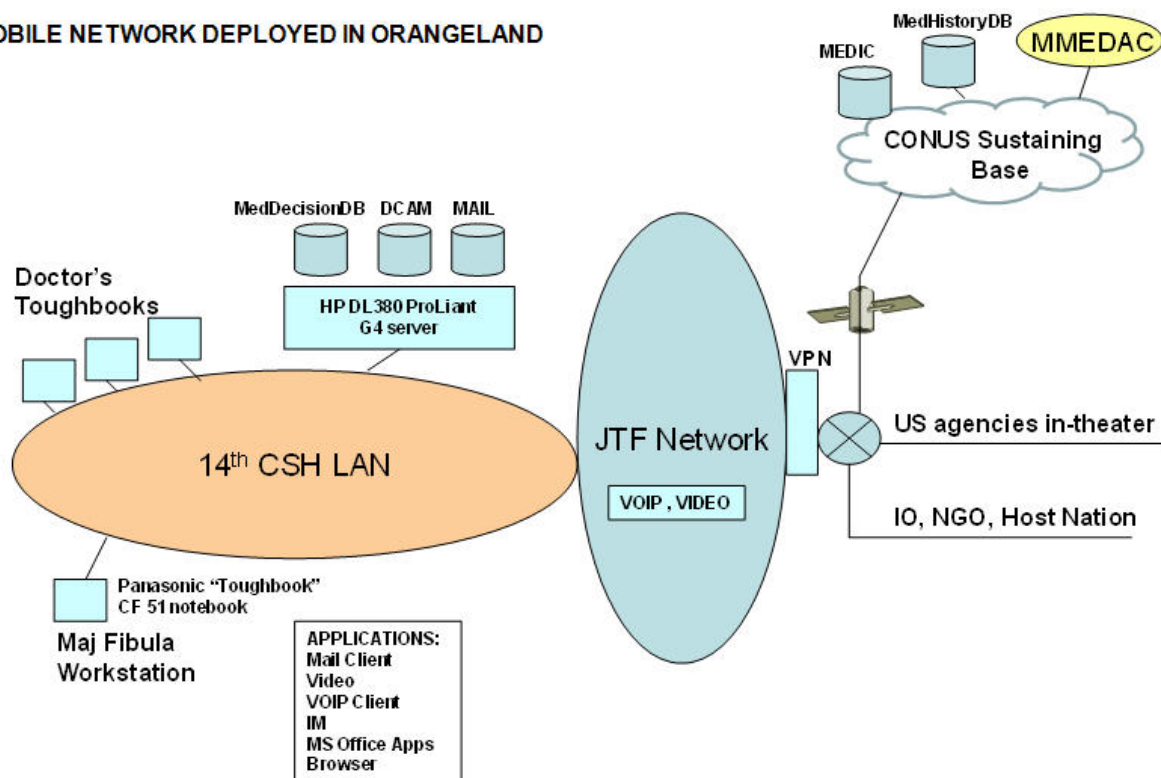 OBILE NETWORK DEPLOYED IN ORANGELAND
MedHistoryDB
MEDIC
MMEDAC
CONUS Sustaining
Base
MedDecisionDB
DCAM
MAIL
Doctor's
Toughbooks
HP DL380 ProLiant
G4 server
VPN
JTF Network
US agencies in-theater
14th CSH LAN
VOIP , VIDEO
IO, NGO, Host Nation
Panasonic “Toughbook”
CF 51 notebook
Maj Fibula
Workstation
APPLICATIONS:
Mail Client
Video
VOIP Client
IM
MS Office Apps
Browser